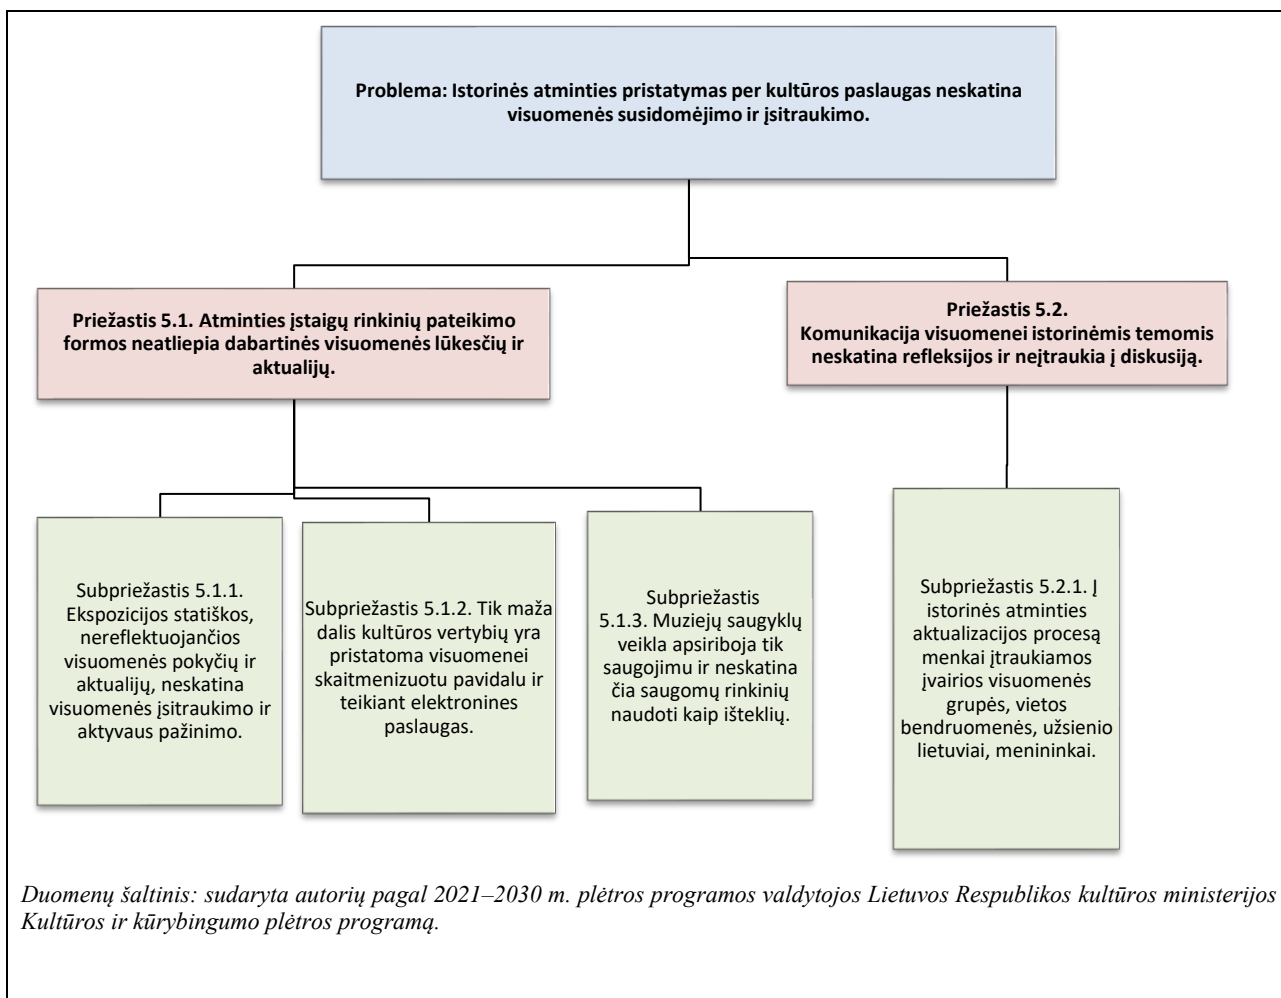 Problema: Istorinės atminties pristatymas per kultūros paslaugas neskatina
visuomenės susidomėjimo ir įsitraukimo.
Priežastis 5.1. Atminties įstaigų rinkinių pateikimo
formos neatliepia dabartinės visuomenės lūkesčių ir
aktualijų.
Priežastis 5.2.
Komunikacija visuomenei istorinėmis temomis
neskatina refleksijos ir neįtraukia į diskusiją.
Subpriežastis 5.1.1.
Ekspozicijos statiškos,
nereflektuojančios
visuomenės pokyčių ir
aktualijų, neskatina
visuomenės įsitraukimo ir
aktyvaus pažinimo.
Subpriežastis 5.1.2. Tik maža
dalis kultūros vertybių yra
pristatoma visuomenei
skaitmenizuotu pavidalu ir
teikiant elektronines
paslaugas.
Subpriežastis
5.1.3. Muziejų saugyklų
veikla apsiriboja tik
saugojimu ir neskatina
čia saugomų rinkinių
naudoti kaip išteklių.
Subpriežastis 5.2.1. Į
istorinės atminties
aktualizacijos procesą
menkai įtraukiamos
įvairios visuomenės
grupės, vietos
bendruomenės, užsienio
lietuviai, menininkai.
Duomenų šaltinis: sudaryta autorių pagal 2021–2030 m. plėtros programos valdytojos Lietuvos Respublikos kultūros ministerijos
Kultūros ir kūrybingumo plėtros programą.